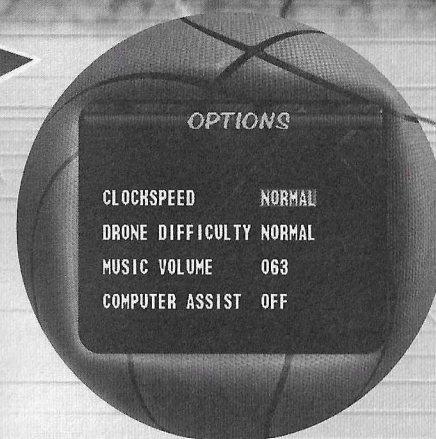 OPTIONS
CLOCKSPEED NORMAL
DRONE DIFFICULTY NORMAL
MUSIC VOLUME 063
COMPUTER ASSIST OFF